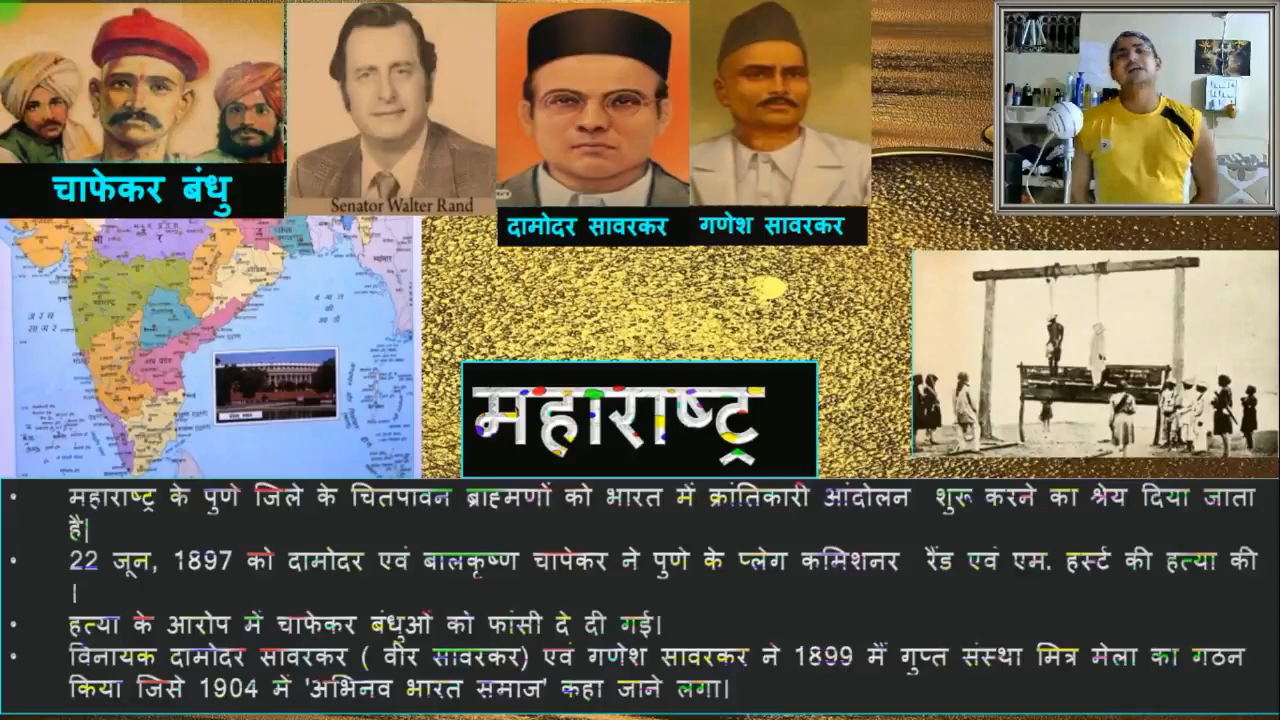 चाफेकर बंधु
Senator Walter Rand
दामोदर सावरकर
गणेश सावरकर
महाराष्ट्र
महाराष्ट्र के पुणे जिले के चितपावन ब्राह्मणों को भारत में क्रांतिकारी आंदोलन शुरू करने का श्रेय दिया जाता
है|
22 जून, 1897 को दामोदर एवं बालकृष्ण चापेकर ने पुणे के प्लेग कमिशनर रैंड एवं एम. हर्स्ट की हत्या की
|
हत्या के आरोप में चाफेकर बंधुओं को फांसी दे दी गई|
विनायक दामोदर सावरकर ( वीर सावरकर) एवं गणेश सावरकर ने 1899 मैं गुप्त संस्था मित्र मेला का गठन
किया जिसे 1904 में 'अभिनव भारत समाज' कहा जाने लगा|